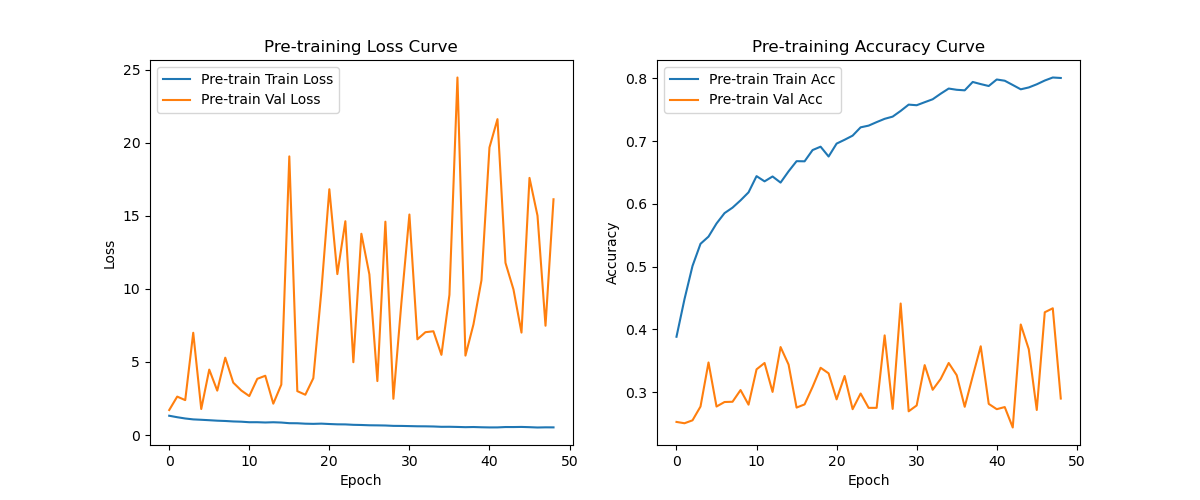 Pre-training Loss Curve
Pre-train Train Loss
Pre-train Val Loss
25
20
15
10
5
0
Loss
0 10 20 30 40 50
Epoch
Pre-training Accuracy Curve
Pre-train Train Acc
Pre-train Val Acc
0.8
0.7
0.6
0.5
0.4
0.3
Accuracy
0 10 20 30 40 50
Epoch